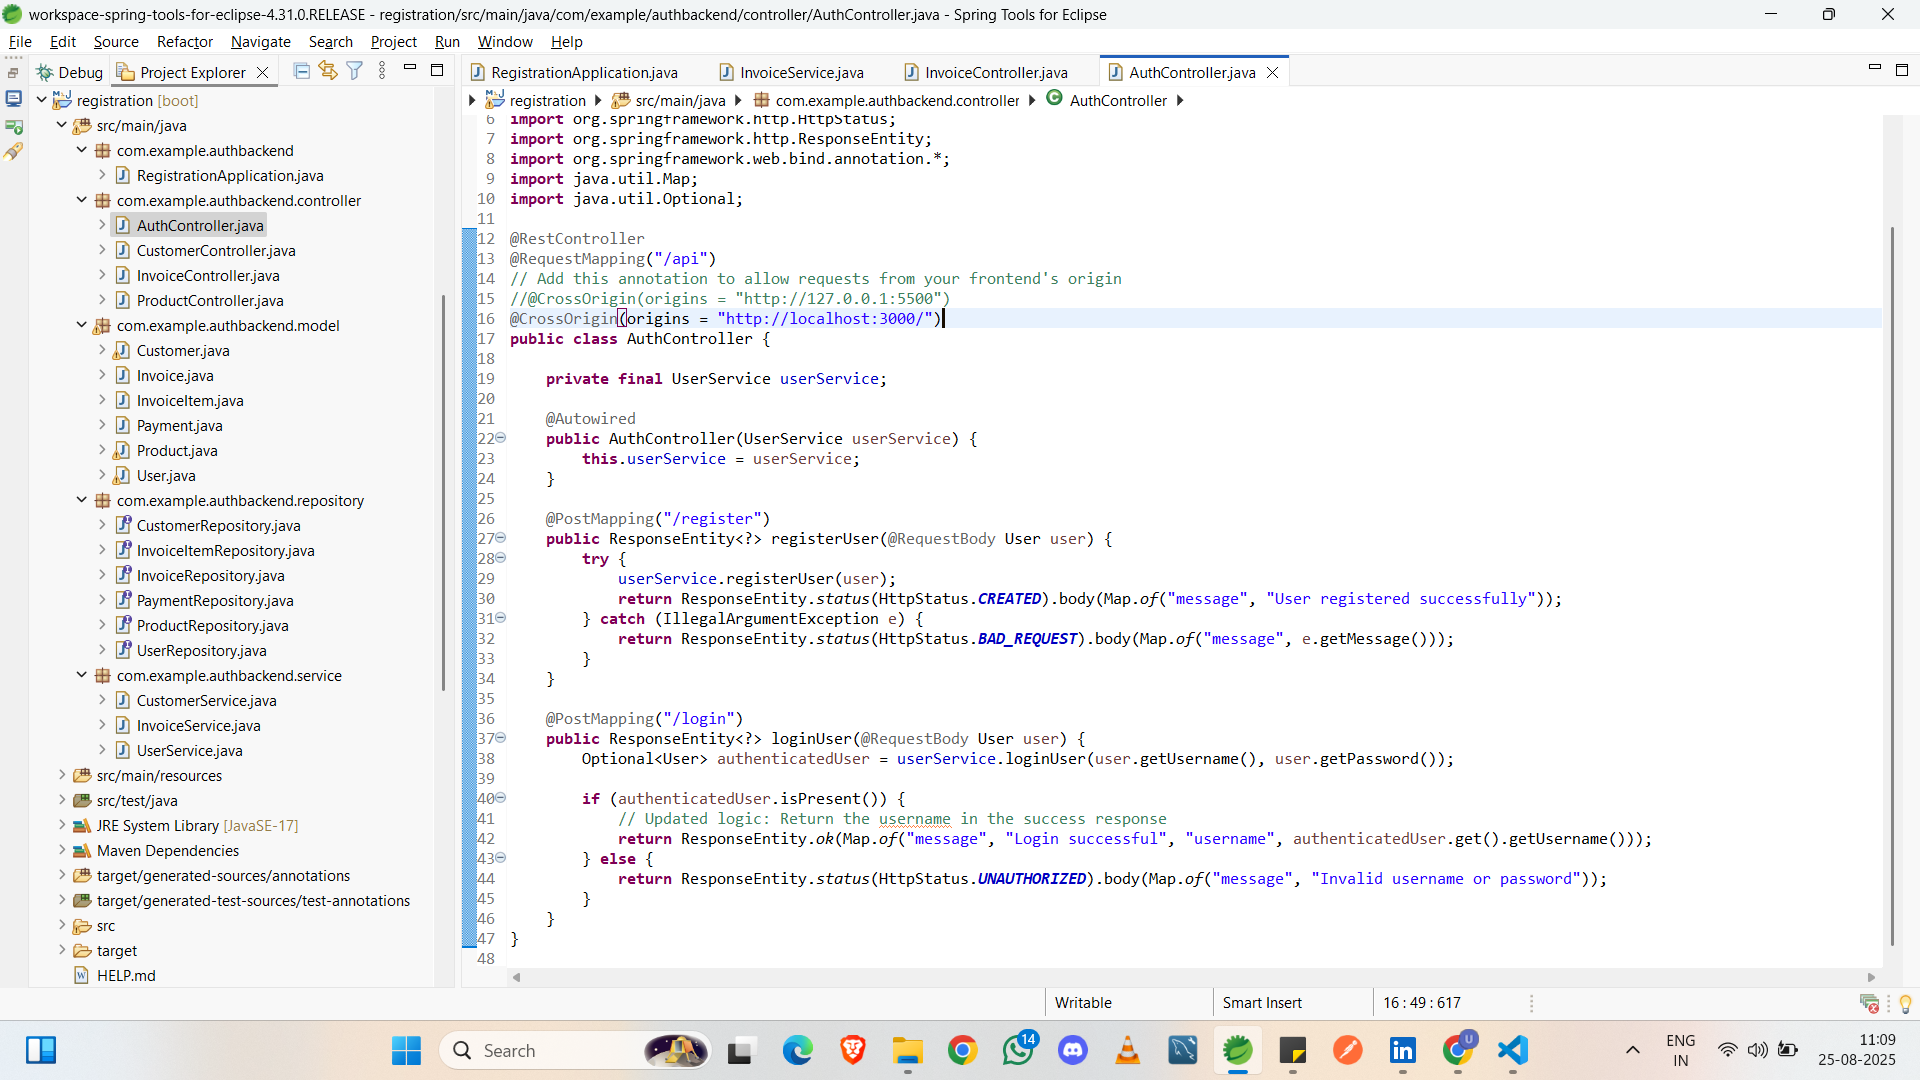 workspace-spring-tools-for-eclipse-4.31.0.RELEASE - registration/src/main/java/com/example/authbackend/controller/AuthController.java - Spring Tools for Eclipse
File Edit Source Refactor Navigate Search Project Run Window Help
Debug Project Explorer
RegistrationApplication.java InvoiceService.java InvoiceController.java AuthController.java
registration src/main/java com.example.authbackend.controller AuthController
registration [boot]
src/main/java
com.example.authbackend
RegistrationApplication.java
com.example.authbackend.controller
AuthController.java
CustomerController.java
InvoiceController.java
ProductController.java
com.example.authbackend.model
Customer.java
Invoice.java
InvoiceItem.java
Payment.java
Product.java
User.java
com.example.authbackend.repository
CustomerRepository.java
InvoiceItemRepository.java
InvoiceRepository.java
PaymentRepository.java
ProductRepository.java
UserRepository.java
com.example.authbackend.service
CustomerService.java
InvoiceService.java
UserService.java
src/main/resources
src/test/java
JRE System Library [JavaSE-17]
Maven Dependencies
target/generated-sources/annotations
target/generated-test-sources/test-annotations
src
target
HELP.md
6 import org.springframework.http.HttpStatus;
7 import org.springframework.http.ResponseEntity;
8 import org.springframework.web.bind.annotation.*;
9 import java.util.Map;
10 import java.util.Optional;
11
12 @RestController
13 @RequestMapping("/api")
14 // Add this annotation to allow requests from your frontend's origin
15 //@CrossOrigin(origins = "http://127.0.0.1:5500")
16 @CrossOrigin(origins = "http://localhost:3000/")
17 public class AuthController {
18
19 private final UserService userService;
20
21 @Autowired
22 public AuthController(UserService userService) {
23 this.userService = userService;
24 }
25
26 @PostMapping("/register")
27 public ResponseEntity<?> registerUser(@RequestBody User user) {
28 try {
29 userService.registerUser(user);
30 return ResponseEntity.status(HttpStatus.CREATED).body(Map.of("message", "User registered successfully"));
31 } catch (IllegalArgumentException e) {
32 return ResponseEntity.status(HttpStatus.BAD_REQUEST).body(Map.of("message", e.getMessage()));
33 }
34 }
35
36 @PostMapping("/login")
37 public ResponseEntity<?> loginUser(@RequestBody User user) {
38 Optional<User> authenticatedUser = userService.loginUser(user.getUsername(), user.getPassword());
39
40 if (authenticatedUser.isPresent()) {
41 // Updated logic: Return the username in the success response
42 return ResponseEntity.ok(Map.of("message", "Login successful", "username", authenticatedUser.get().getUsername()));
43 } else {
44 return ResponseEntity.status(HttpStatus.UNAUTHORIZED).body(Map.of("message", "Invalid username or password"));
45 }
46 }
47 }
48
Writable Smart Insert 16 : 49 : 617
Search
14
U
ENG
IN
11:09
25-08-2025